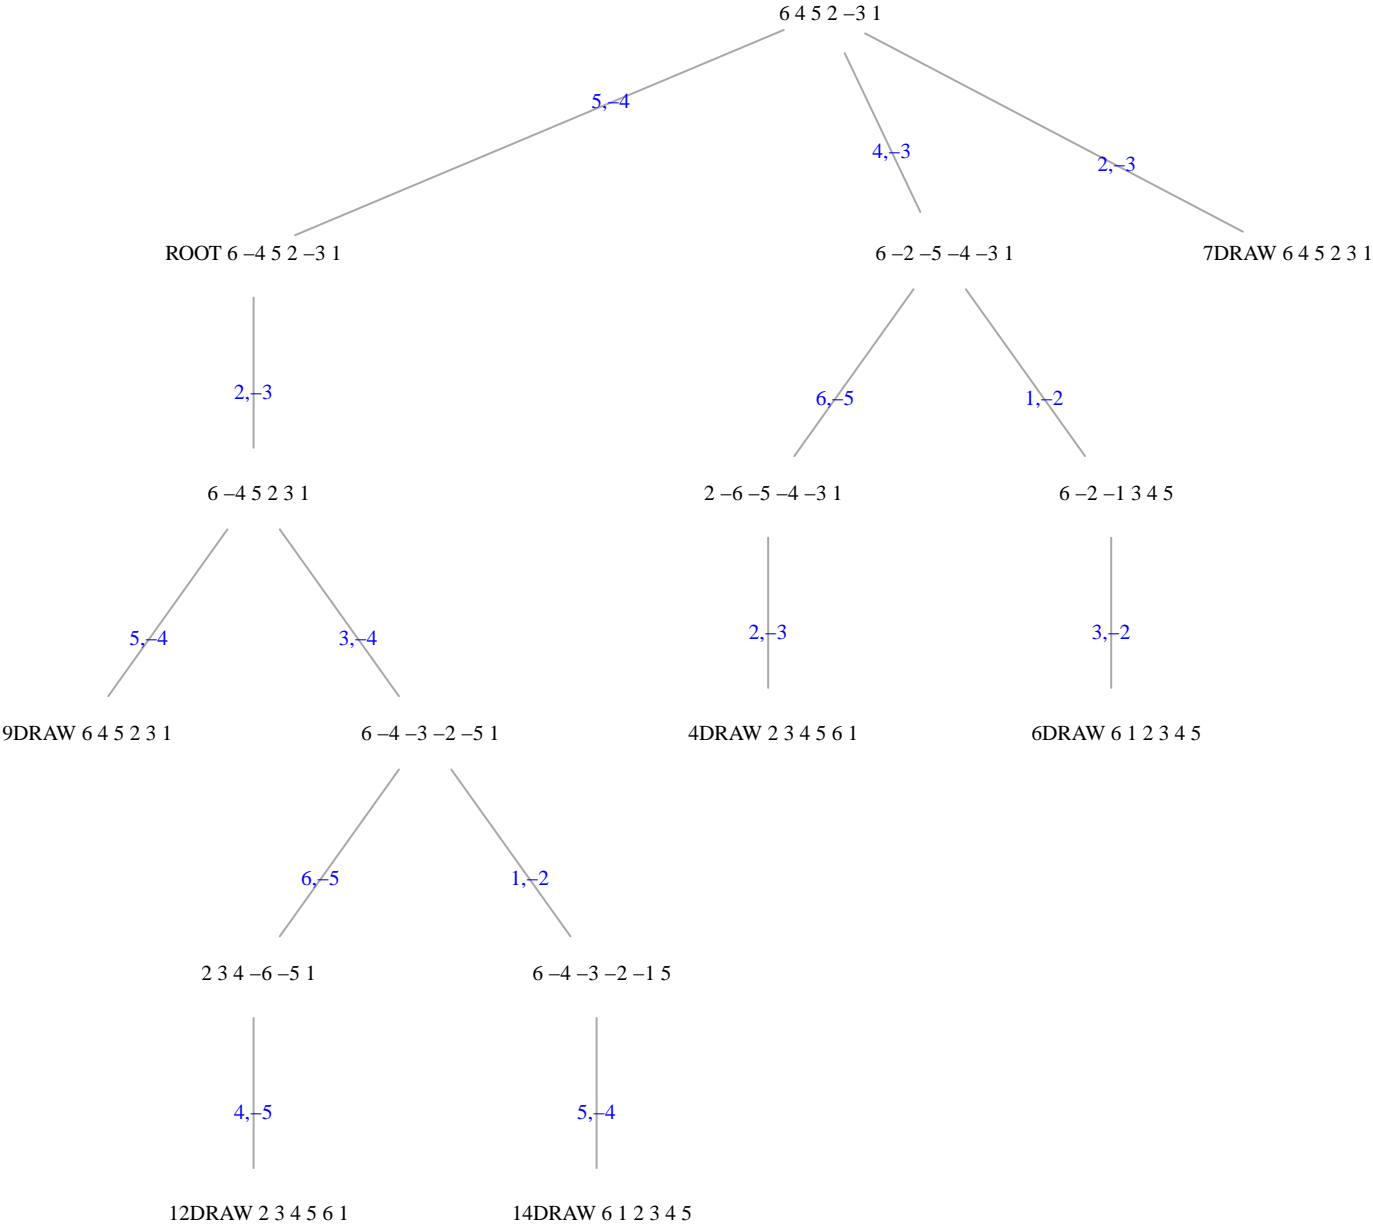 6 4 5 2 –3 1
5,–4
4,–3
2,–3
ROOT 6 –4 5 2 –3 1
6 –2 –5 –4 –3 1
7DRAW 6 4 5 2 3 1
2,–3
6,–5
1,–2
6 –4 5 2 3 1
2 –6 –5 –4 –3 1
6 –2 –1 3 4 5
5,–4
3,–4
2,–3
3,–2
9DRAW 6 4 5 2 3 1
6 –4 –3 –2 –5 1
4DRAW 2 3 4 5 6 1
6DRAW 6 1 2 3 4 5
6,–5
1,–2
2 3 4 –6 –5 1
6 –4 –3 –2 –1 5
4,–5
5,–4
12DRAW 2 3 4 5 6 1
14DRAW 6 1 2 3 4 5